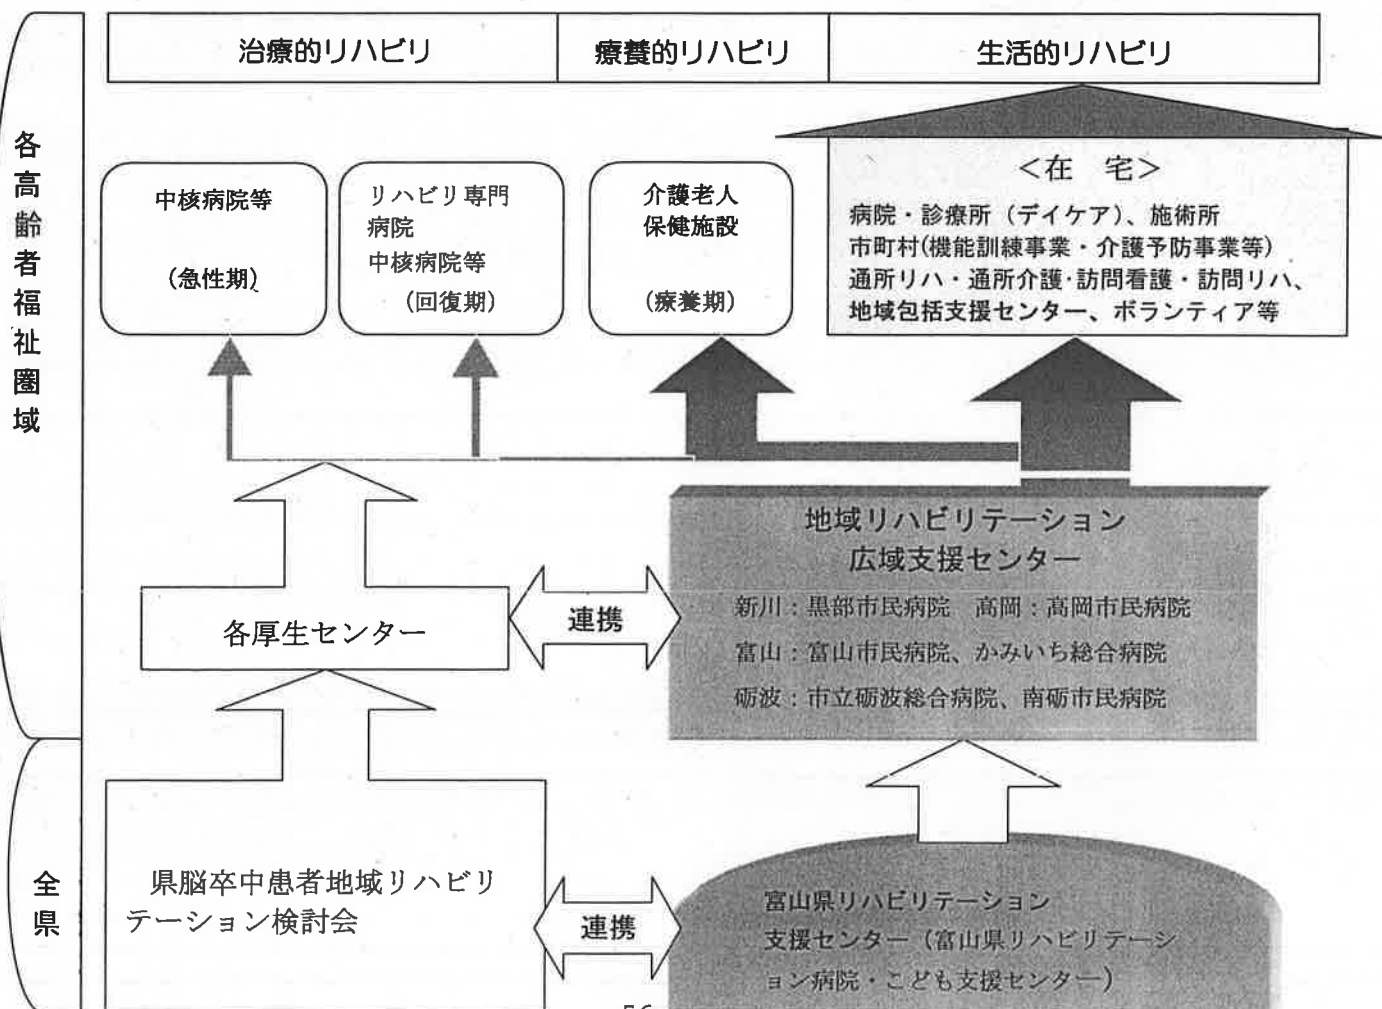 治療的リハビリ
療養的リハビリ
生活的リハビリ
各高齢者福祉圏域
中核病院等
(急性期)
リハビリ専門
病院
中核病院等
(回復期)
介護老人
保健施設
(療養期)
＜在　宅＞
病院・診療所（デイケア）、施術所
市町村(機能訓練事業・介護予防事業等)
通所リハ・通所介護・訪問看護・訪問リハ、
地域包括支援センター、ボランティア等
地域リハビリテーション
広域支援センター
新川：黒部市民病院　高岡：高岡市民病院
富山：富山市民病院、かみいち総合病院
砺波：市立砺波総合病院、南砺市民病院
各厚生センター
連携
全県
県脳卒中患者地域リハビリ
テーション検討会
連携
富山県リハビリテーション
支援センター（富山県リハビリテーシ
ョン病院・こども支援センター）